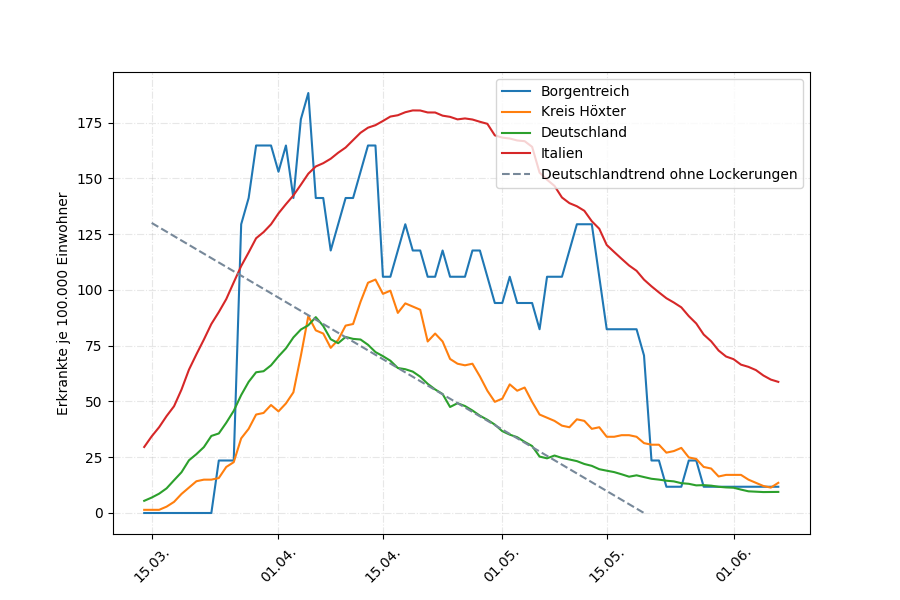 Borgentreich
Kreis Höxter
Deutschland
Italien
Deutschlandtrend ohne Lockerungen
Erkrankte je 100.000 Einwohner
175
150
125
100
75
50
25
0
15.03.
01.04.
15.04.
01.05.
15.05.
01.06.